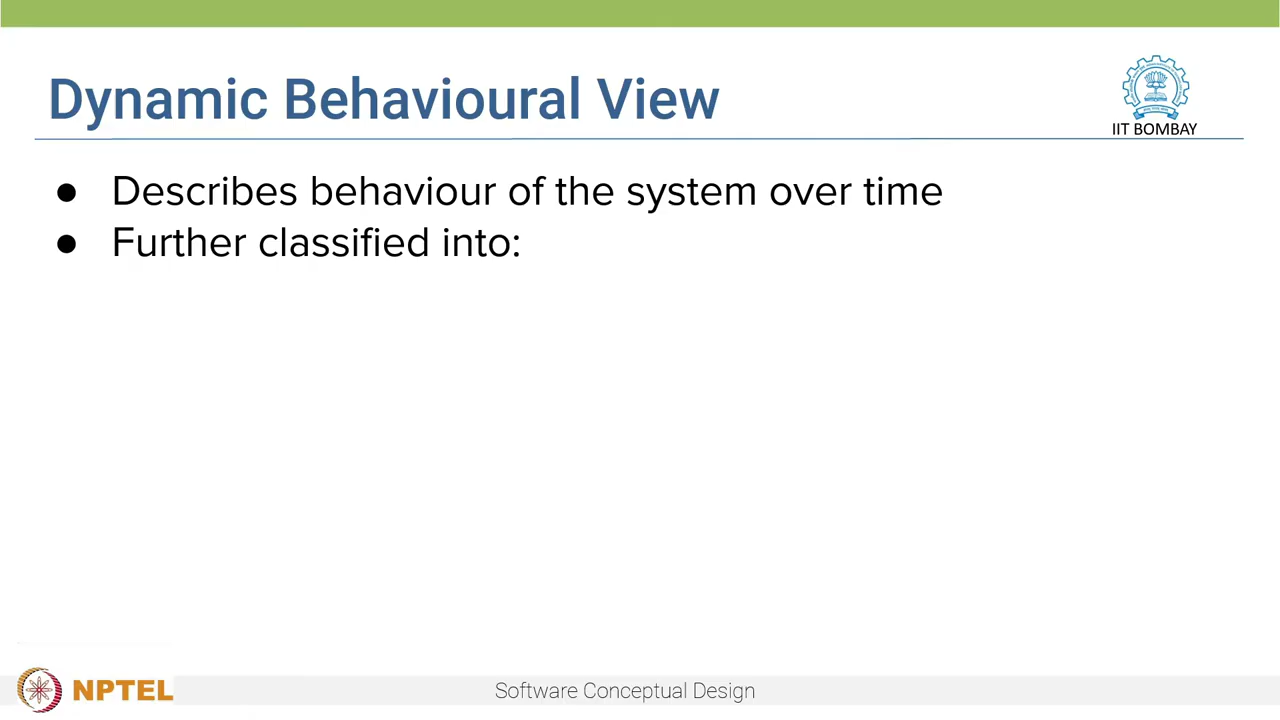 Dynamic Behavioural View
IIT BOMBAY
● Describes behaviour of the system over time
● Further classified into:
NPTEL
Software Conceptual Design